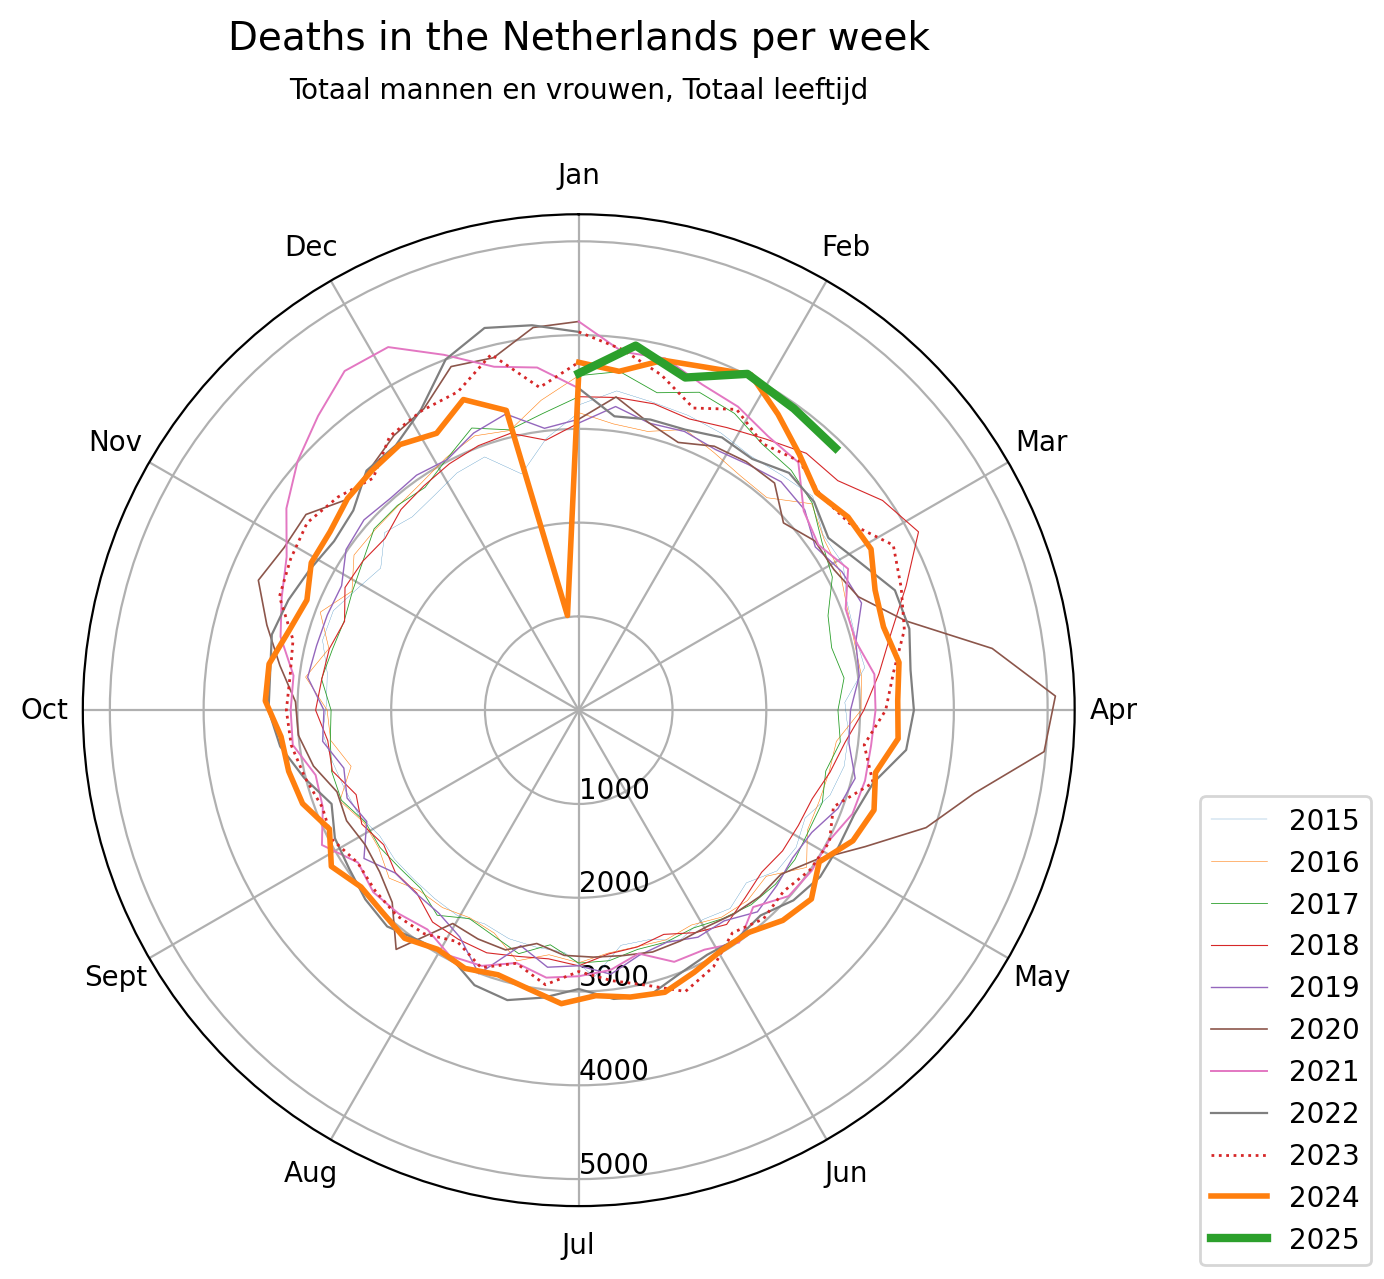 Deaths in the Netherlands per week
Totaal mannen en vrouwen, Totaal leeftijd
Jan
Dec
Feb
Nov
Mar
Oct
Apr
1000
2000
3000
4000
5000
Sept
May
Aug
Jun
Jul
2015
2016
2017
2018
2019
2020
2021
2022
2023
2024
2025